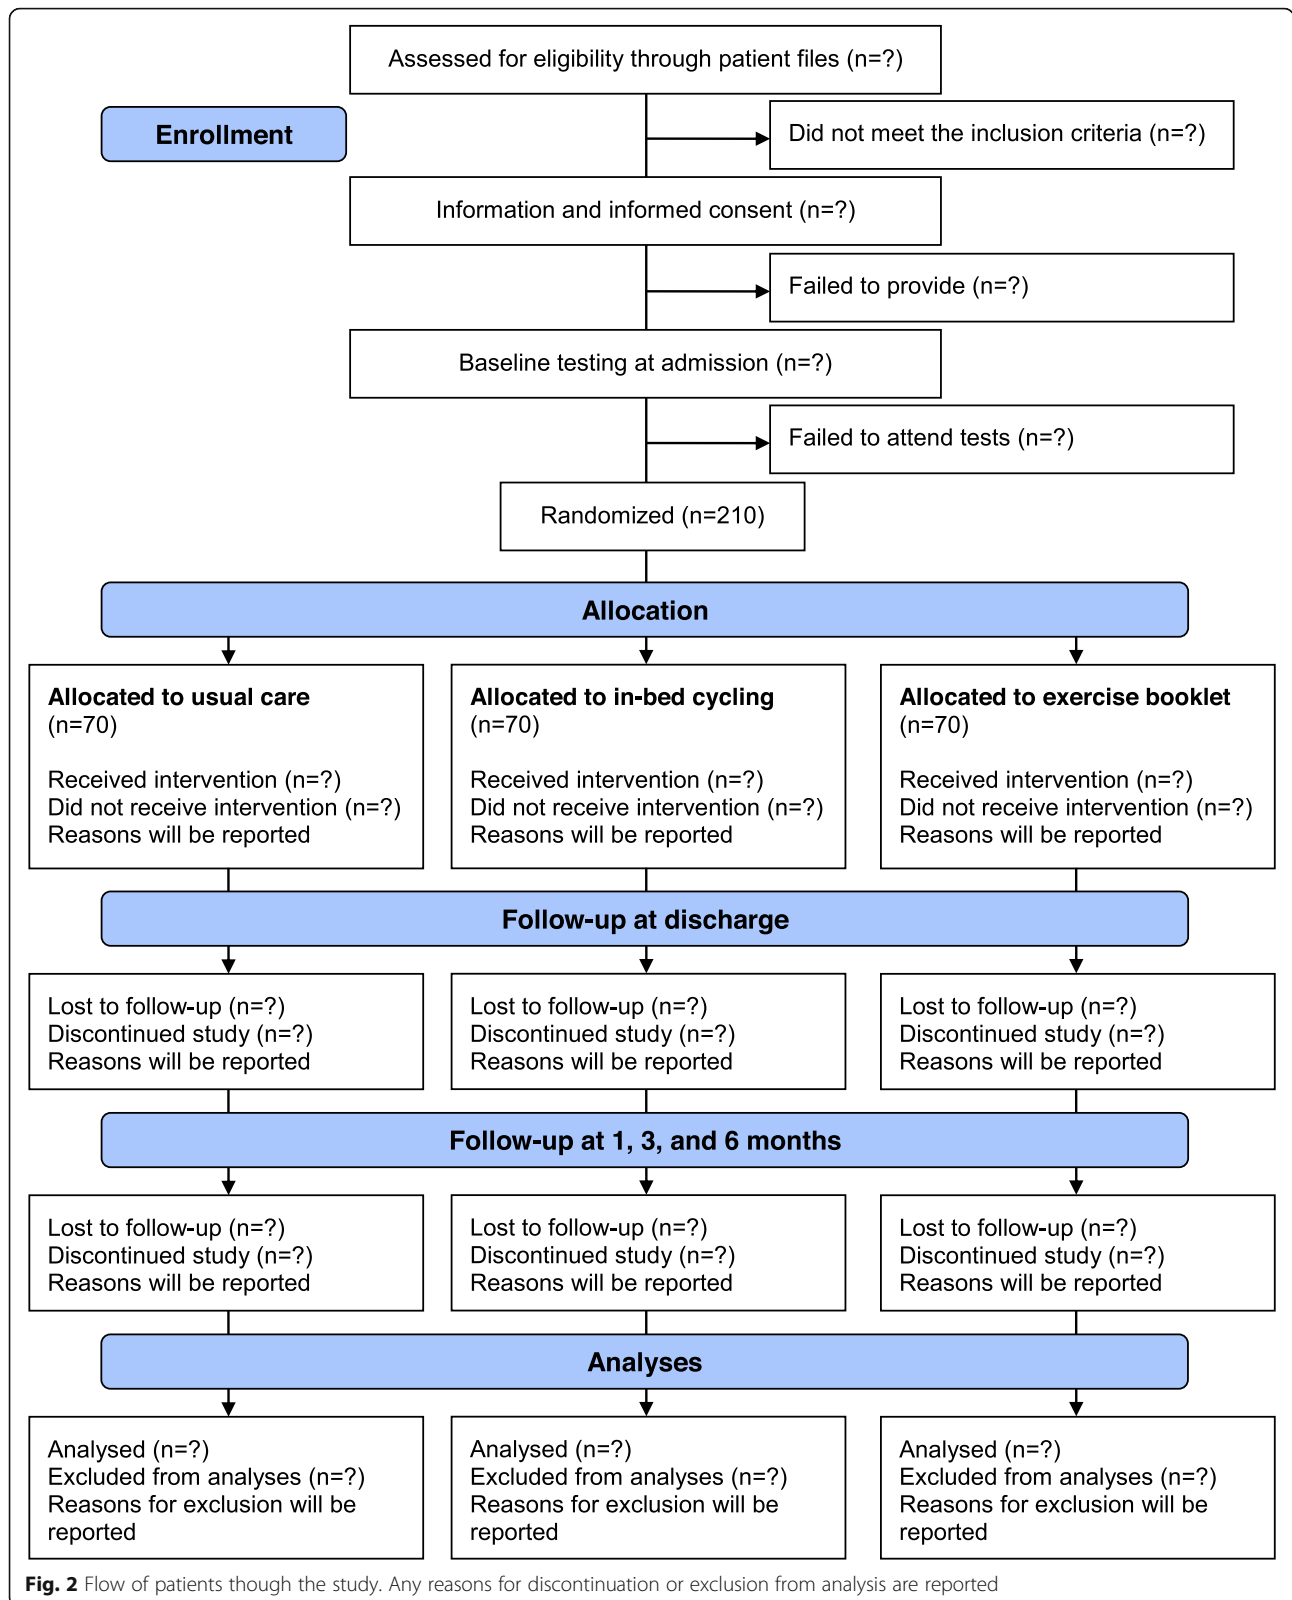 Assessed for eligibility through patient files (n=?)
Enrollment
Did not meet the inclusion criteria (n=?)
Information and informed consent (n=?)
Failed to provide (n=?)
Baseline testing at admission (n=?)
Failed to attend tests (n=?)
Randomized (n=210)
Allocation
Allocated to usual care
(n=70)
Received intervention (n=?)
Did not receive intervention (n=?)
Reasons will be reported
Allocated to in-bed cycling
(n=70)
Received intervention (n=?)
Did not receive intervention (n=?)
Reasons will be reported
Allocated to exercise booklet
(n=70)
Received intervention (n=?)
Did not receive intervention (n=?)
Reasons will be reported
Follow-up at discharge
Lost to follow-up (n=?)
Discontinued study (n=?)
Reasons will be reported
Lost to follow-up (n=?)
Discontinued study (n=?)
Reasons will be reported
Lost to follow-up (n=?)
Discontinued study (n=?)
Reasons will be reported
Follow-up at 1, 3, and 6 months
Lost to follow-up (n=?)
Discontinued study (n=?)
Reasons will be reported
Lost to follow-up (n=?)
Discontinued study (n=?)
Reasons will be reported
Lost to follow-up (n=?)
Discontinued study (n=?)
Reasons will be reported
Analyses
Analysed (n=?)
Excluded from analyses (n=?)
Reasons for exclusion will be
reported
Analysed (n=?)
Excluded from analyses (n=?)
Reasons for exclusion will be
reported
Analysed (n=?)
Excluded from analyses (n=?)
Reasons for exclusion will be
reported
Fig. 2 Flow of patients though the study. Any reasons for discontinuation or exclusion from analysis are reported